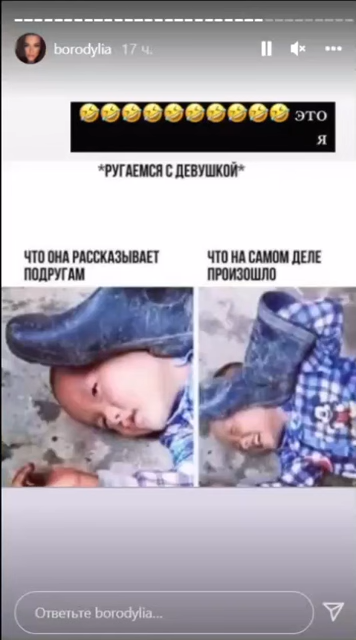 borodylia 17 ч.
🤣🤣🤣🤣🤣🤣🤣🤣🤣🤣 это
я
*РУГАЕМСЯ С ДЕВУШКОЙ*
ЧТО ОНА РАССКАЗЫВАЕТ
ПОДРУГАМ
ЧТО НА САМОМ ДЕЛЕ
ПРОИЗОШЛО
Ответьте borodylia...